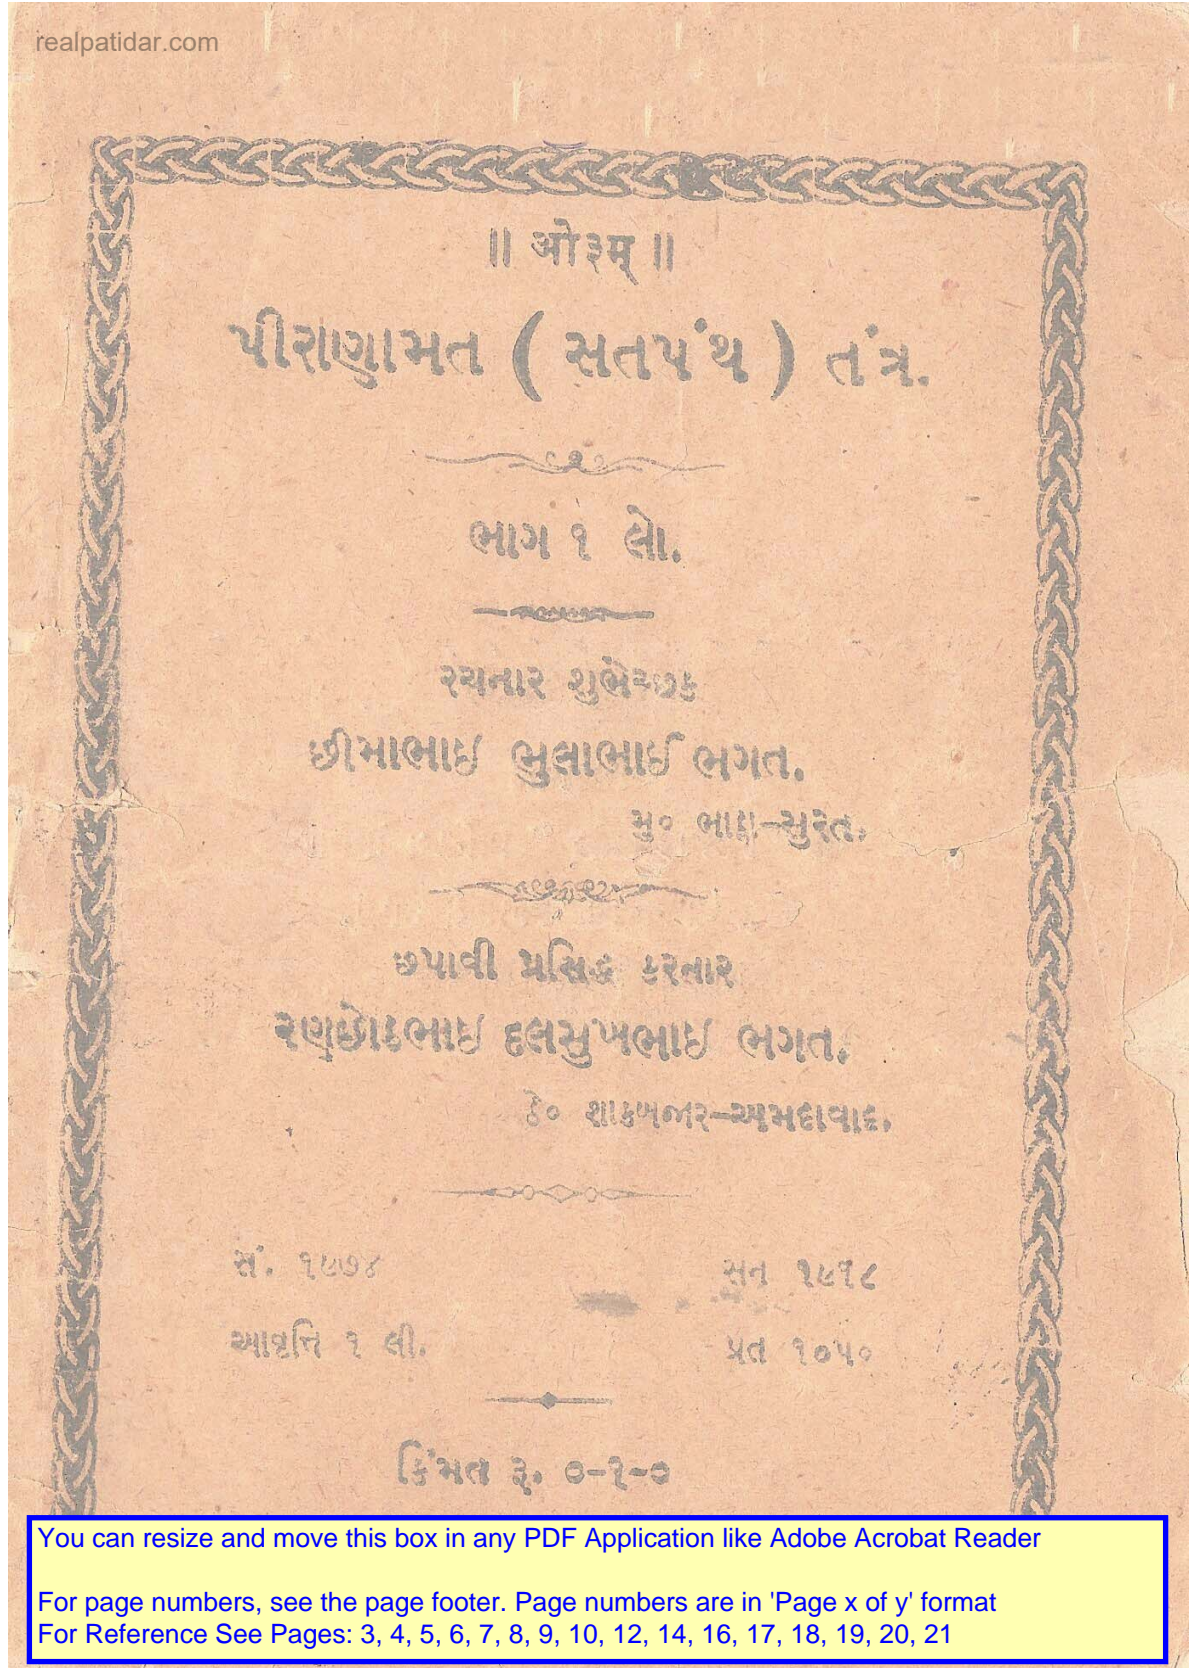 realpatidar.com
॥ ओ३म् ॥
પીરાણામત ( સતપંથ ) તંત્ર.
ભાગ ૧ લો.
રચનાર શુભેચ્છક
છીમાભાઇ ભુલાભાઈ ભગત.
મુ૦ ભાઠા–સુરત.
છપાવી પ્રસિદ્ધ કરનાર
રણછોડભાઇ દલસુખભાઇ ભગત.
ઠે૦ શાકબજાર–અમદાવાદ.
સં. ૧૯૭૪ સન ૧૯૧૮
આવૃત્તિ ૧ લી. પ્રત ૧૦૫૦
કિંમત રૂ. ૦–૧–૦
You can resize and move this box in any PDF Application like Adobe Acrobat Reader
For page numbers, see the page footer. Page numbers are in 'Page x of y' format
For Reference See Pages: 3, 4, 5, 6, 7, 8, 9, 10, 12, 14, 16, 17, 18, 19, 20, 21